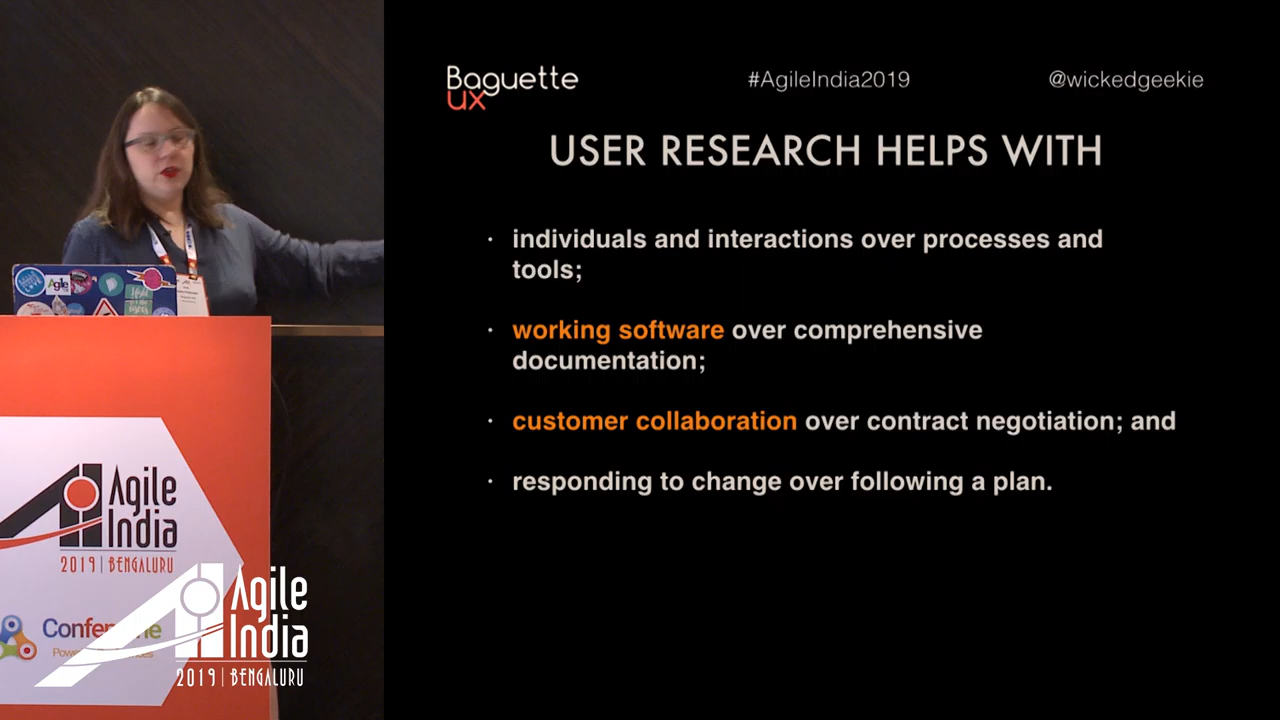 Baguette
ux
#AgileIndia2019
@wickedgeekie
USER RESEARCH HELPS WITH
· individuals and interactions over processes and
tools;
· working software over comprehensive
documentation;
· customer collaboration over contract negotiation; and
· responding to change over following a plan.
Agile
Agile
India
2019 | BENGALURU
Agile
India
2019 | BENGALURU